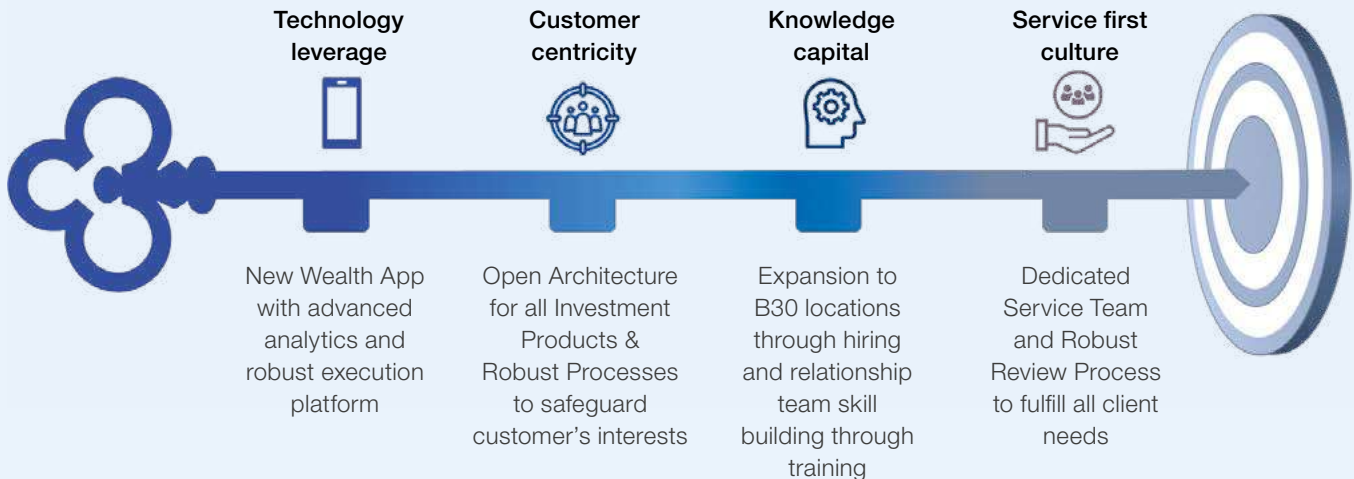 Technology
leverage
Customer
centricity
Knowledge
capital
Service first
culture
New Wealth App
with advanced
analytics and
robust execution
platform
Open Architecture
for all Investment
Products &
Robust Processes
to safeguard
customer's interests
Expansion to
B30 locations
through hiring
and relationship
team skill
building through
training
Dedicated
Service Team
and Robust
Review Process
to fulfill all client
needs